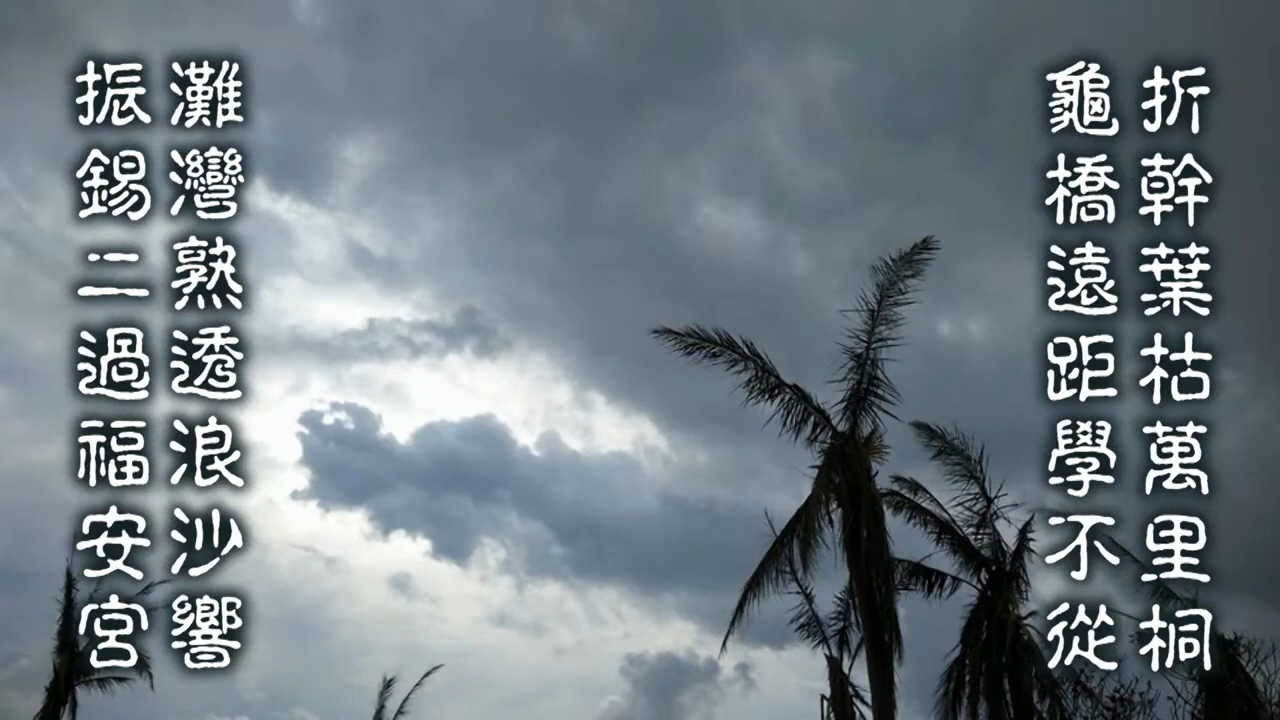 折幹葉枯萬里桐
龜橋遠距學不從
灘灣熟透浪沙響
振錫二過福安宮